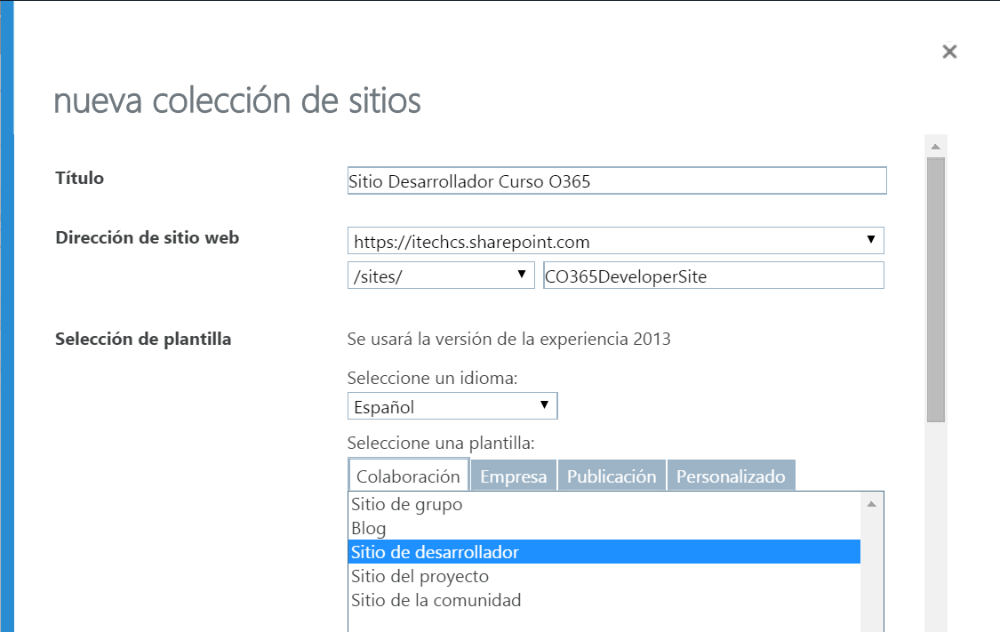 nueva colección de sitios
Título
Sitio Desarrollador Curso O365
Dirección de sitio web
https://itechcs.sharepoint.com
/sites/ CO365DeveloperSite
Selección de plantilla
Se usará la versión de la experiencia 2013
Seleccione un idioma:
Español
Seleccione una plantilla:
Colaboración Empresa Publicación Personalizado
Sitio de grupo
Blog
Sitio de desarrollador
Sitio del proyecto
Sitio de la comunidad